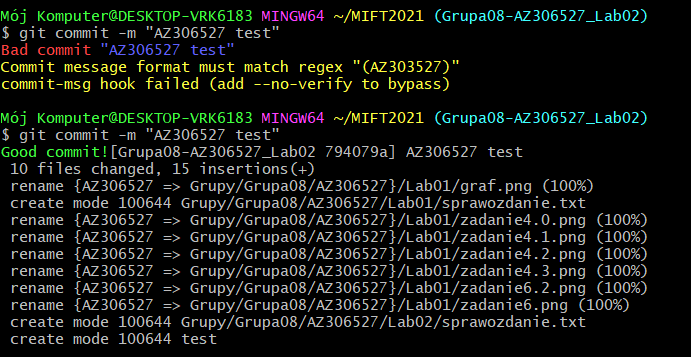 Mój Komputer@DESKTOP-VRK6183 MINGW64 ~/MIFT2021 (Grupa08-AZ306527_Lab02)
$ git commit -m "AZ306527 test"
Bad commit "AZ306527 test"
Commit message format must match regex "(AZ303527)"
commit-msg hook failed (add --no-verify to bypass)
Mój Komputer@DESKTOP-VRK6183 MINGW64 ~/MIFT2021 (Grupa08-AZ306527_Lab02)
$ git commit -m "AZ306527 test"
Good commit![Grupa08-AZ306527_Lab02 794079a] AZ306527 test
 10 files changed, 15 insertions(+)
 rename {AZ306527 => Grupy/Grupa08/AZ306527}/Lab01/graf.png (100%)
 create mode 100644 Grupy/Grupa08/AZ306527/Lab01/sprawozdanie.txt
 rename {AZ306527 => Grupy/Grupa08/AZ306527}/Lab01/zadanie4.0.png (100%)
 rename {AZ306527 => Grupy/Grupa08/AZ306527}/Lab01/zadanie4.1.png (100%)
 rename {AZ306527 => Grupy/Grupa08/AZ306527}/Lab01/zadanie4.2.png (100%)
 rename {AZ306527 => Grupy/Grupa08/AZ306527}/Lab01/zadanie4.3.png (100%)
 rename {AZ306527 => Grupy/Grupa08/AZ306527}/Lab01/zadanie6.2.png (100%)
 rename {AZ306527 => Grupy/Grupa08/AZ306527}/Lab01/zadanie6.png (100%)
 create mode 100644 Grupy/Grupa08/AZ306527/Lab02/sprawozdanie.txt
 create mode 100644 test